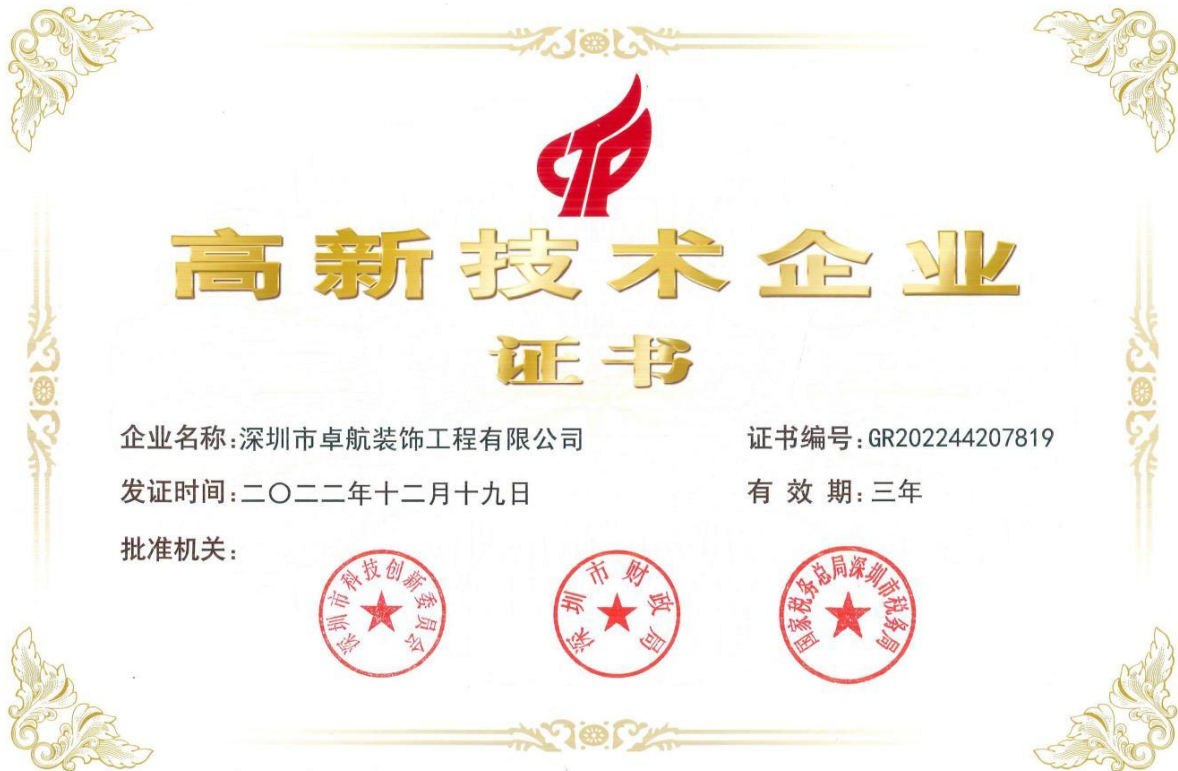 高新技术企业
证书
企业名称:深圳市卓航装饰工程有限公司 证书编号:GR202244207819
发证时间:二〇二二年十二月十九日 有 效 期:三年
批准机关:
深圳市科技创新委员会 深圳市财政局 国家税务总局深圳市税务局